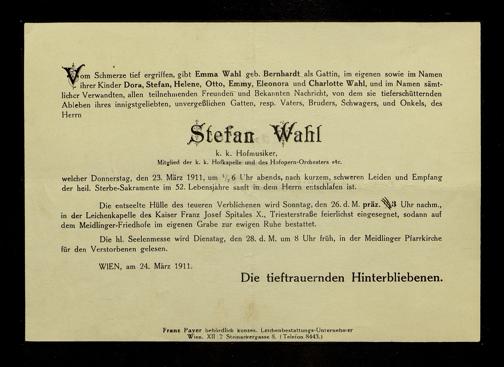 Vom Schmerze tief ergriffen, gibt Emma Wahl geb. Bernhardt als Gattin, im eigenen sowie im Namen
ihrer Kinder Dora, Stefan, Helene, Otto, Emmy, Eleonora und Charlotte Wahl, und im Namen sämt-
licher Verwandten, allen teilnehmenden Freunden und Bekannten Nachricht, von dem sie tieferschütternden
Ableben ihres innigstgeliebten, unvergeßlichen Gatten, resp. Vaters, Bruders, Schwagers, und Onkels, des
Herrn
Stefan Wahl
k. k. Hofmusiker,
Mitglied der k. k. Hofkapelle und des Hofopern-Orchesters etc.
welcher Donnerstag, den 23. März 1911, um 1/2 6 Uhr abends, nach kurzem, schweren Leiden und Empfang
der heil. Sterbe-Sakramente im 52. Lebensjahre sanft in dem Herrn entschlafen ist.
Die entseelte Hülle des teueren Verblichenen wird Sonntag, den 26. d. M. präz. 3 Uhr nachm.,
in der Leichenkapelle des Kaiser Franz Josef Spitales X., Triesterstraße feierlichst eingesegnet, sodann auf
dem Meidlinger-Friedhofe im eigenen Grabe zur ewigen Ruhe bestattet.
Die hl. Seelenmesse wird Dienstag, den 28. d. M. um 8 Uhr früh, in der Meidlinger Pfarrkirche
für den Verstorbenen gelesen.
WIEN, am 24. März 1911.
Die tieftrauernden Hinterbliebenen.
Franz Payer behördlich konzes. Leichenbestattungs-Unternehmer
Wien, XII/2 8. (Telefon 8443.)